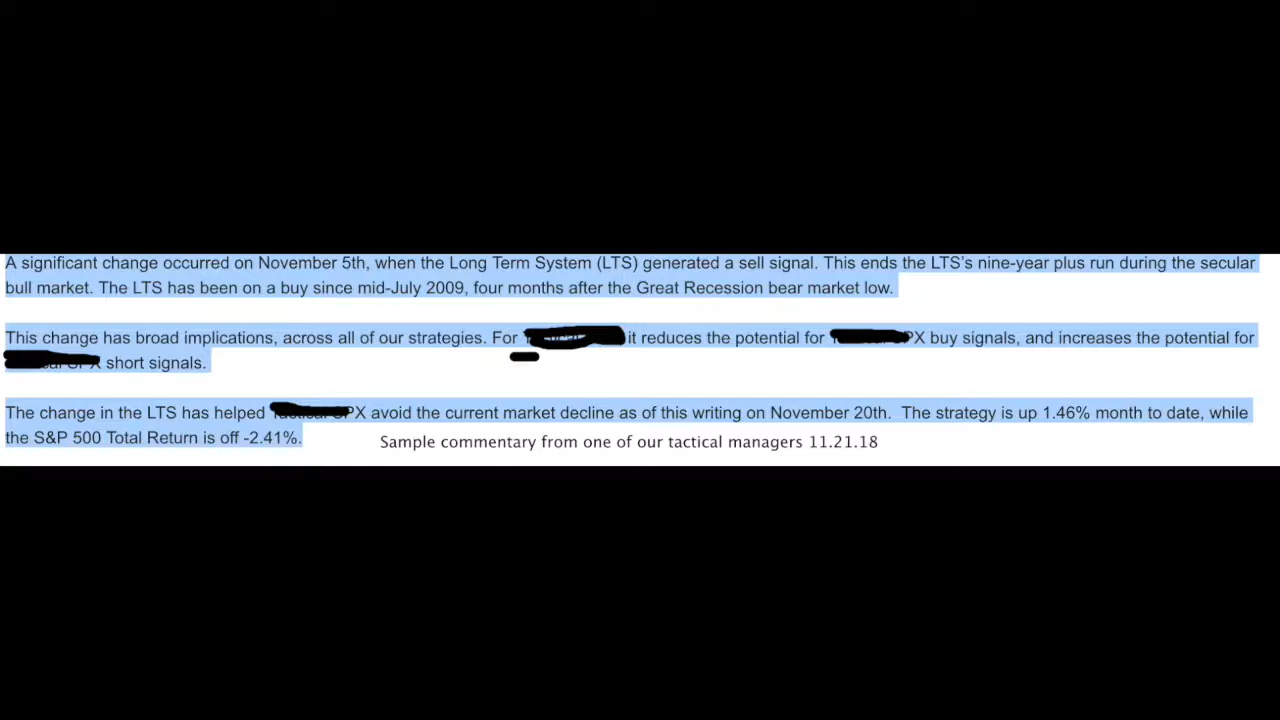 A significant change occurred on November 5th, when the Long Term System (LTS) generated a sell signal. This ends the LTS's nine-year plus run during the secular
bull market. The LTS has been on a buy since mid-July 2009, four months after the Great Recession bear market low.
This change has broad implications, across all of our strategies. For it reduces the potential for PX buy signals, and increases the potential for
short signals.
The change in the LTS has helped PX avoid the current market decline as of this writing on November 20th. The strategy is up 1.46% month to date, while
the S&P 500 Total Return is off -2.41%.
Sample commentary from one of our tactical managers 11.21.18